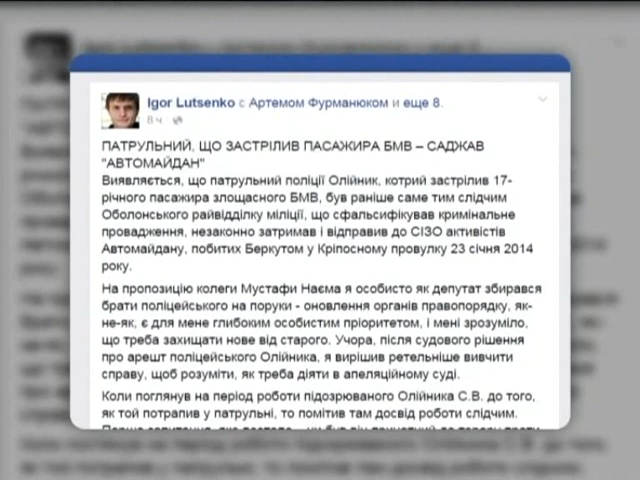 Igor Lutsenko с Артемом Фурманюком и еще 8.
8 ч
ПАТРУЛЬНИЙ, ЩО ЗАСТРІЛИВ ПАСАЖИРА БМВ – САДЖАВ
"АВТОМАЙДАН"
Виявляється, що патрульний поліції Олійник, котрий застрілив 17-
річного пасажира злощасного БМВ, був раніше саме тим слідчим
Оболонського райвідділку міліції, що сфальсифікував кримінальне
провадження, незаконно затримав і відправив до СІЗО активістів
Автомайдану, побитих Беркутом у Кріпосному провулку 23 січня 2014
року.
На пропозицію колеги Мустафи Наєма я особисто як депутат збирався
брати поліцейського на поруки - оновлення органів правопорядку, як-
не-як, є для мене глибоким особистим пріоритетом, і мені зрозуміло,
що треба захищати нове від старого. Учора, після судового рішення
про арешт поліцейського Олійника, я вирішив ретельніше вивчити
справу, щоб розуміти, як треба діяти в апеляційному суді.
Коли поглянув на період роботи підозрюваного Олійника С.В. до того,
як той потрапив у патрульні, то помітив там досвід роботи слідчим.